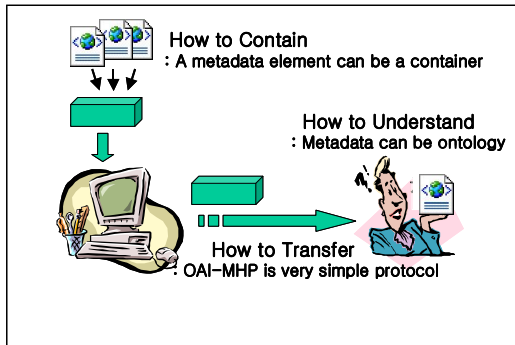 How to Contain
: A metadata element can be a container
How to Understand
: Metadata can be ontology
How to Transfer
: OAI-MHP is very simple protocol